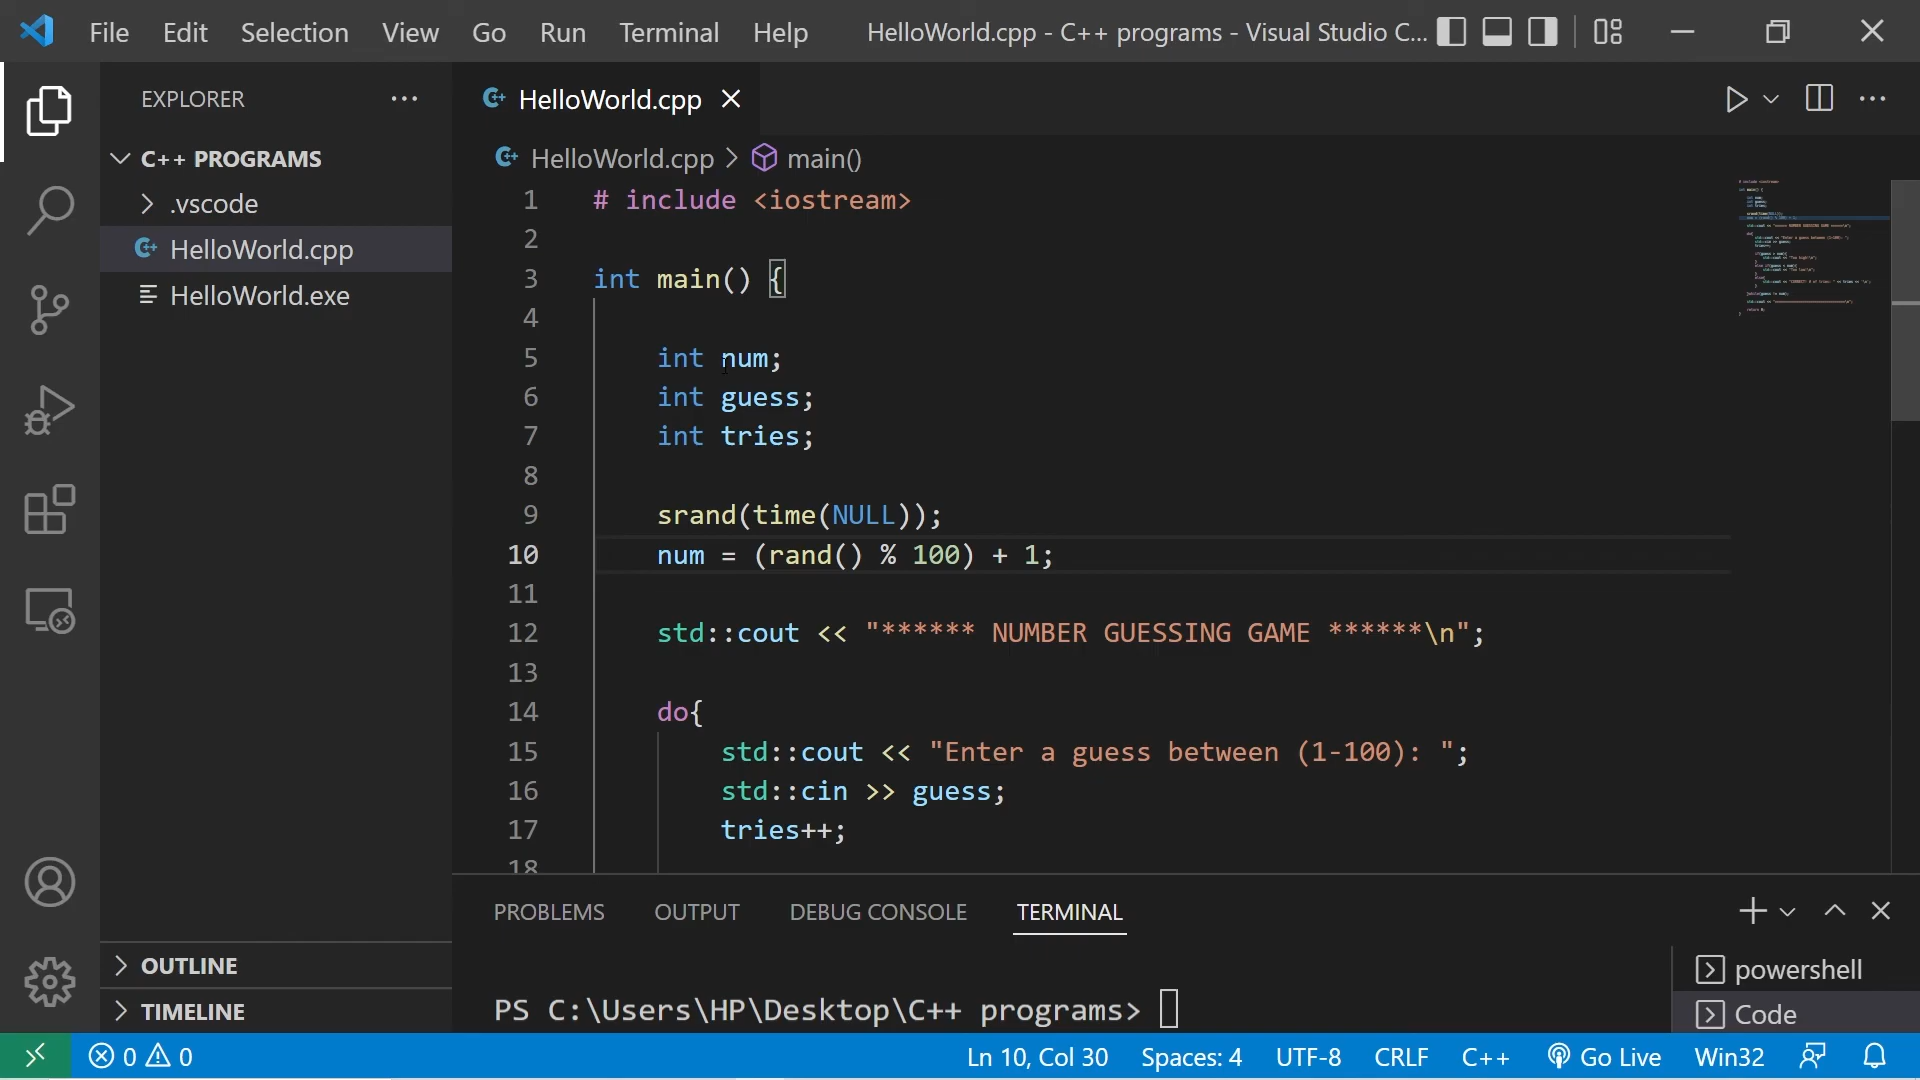 File Edit Selection View Go Run Terminal Help HelloWorld.cpp - C++ programs - Visual Studio C...
EXPLORER
C++ PROGRAMS
.vscode
HelloWorld.cpp
HelloWorld.exe
OUTLINE
TIMELINE
HelloWorld.cpp
HelloWorld.cpp > main()
1 # include <iostream>
2
3 int main() {
4
5 int num;
6 int guess;
7 int tries;
8
9 srand(time(NULL));
10 num = (rand() % 100) + 1;
11
12 std::cout << "****** NUMBER GUESSING GAME ******\n";
13
14 do{
15 std::cout << "Enter a guess between (1-100): ";
16 std::cin >> guess;
17 tries++;
18
PROBLEMS OUTPUT DEBUG CONSOLE TERMINAL
PS C:\Users\HP\Desktop\C++ programs>
powershell
Code
0 0 Ln 10, Col 30 Spaces: 4 UTF-8 CRLF C++ Go Live Win32